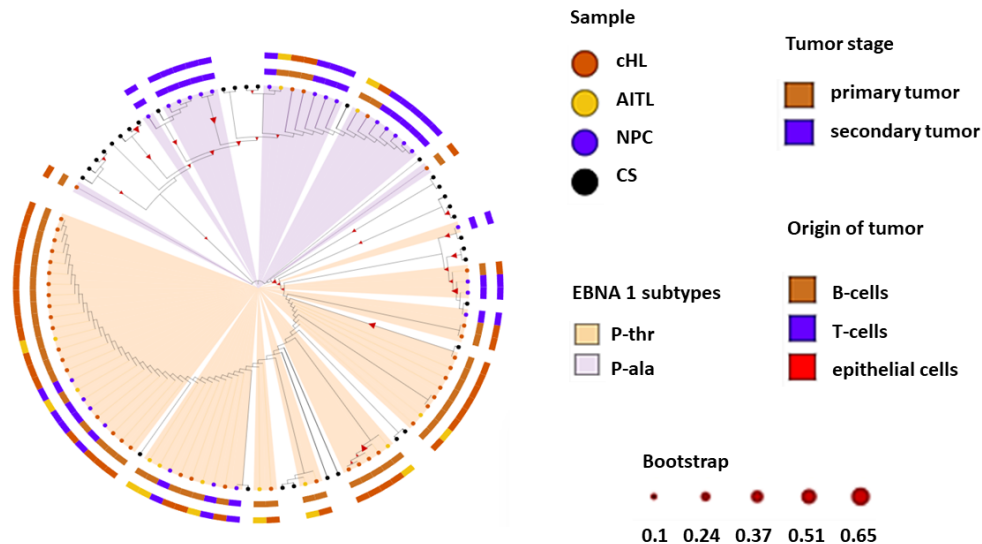 Sample
cHL
AITL
NPC
CS
Tumor stage
primary tumor
secondary tumor
EBNA 1 subtypes
P-thr
P-ala
Origin of tumor
B-cells
T-cells
epithelial cells
Bootstrap
0.1 0.24 0.37 0.51 0.65